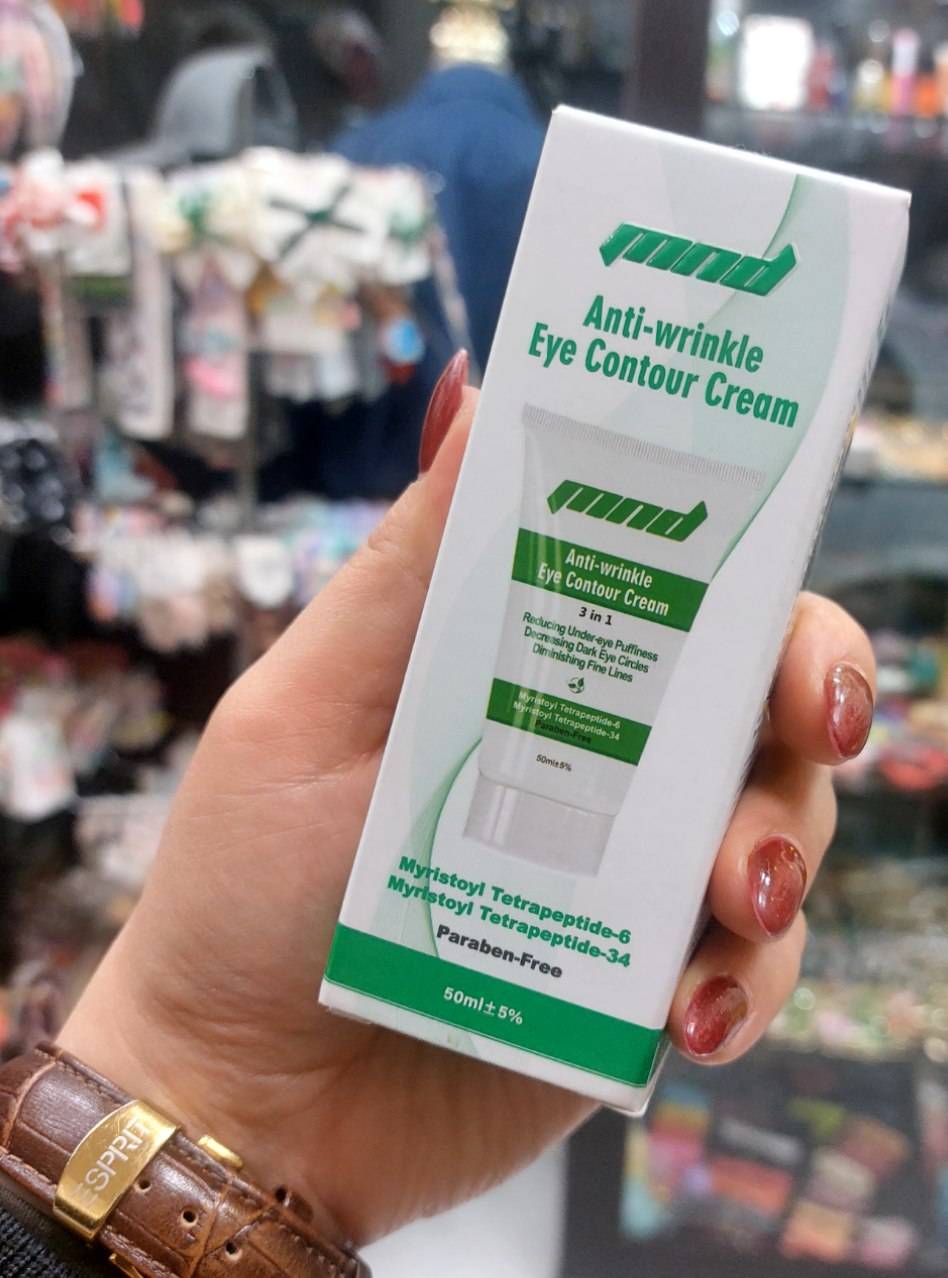 mnd
Anti-wrinkle
Eye Contour Cream
mnd
Anti-wrinkle
Eye Contour Cream
3 in 1
Reducing Under-eye Puffiness
Decreasing Dark Eye Circles
Diminishing Fine Lines
Myristoyl Tetrapeptide-6
Myristoyl Tetrapeptide-34
Paraben-Free
50ml±5%
Myristoyl Tetrapeptide-6
Myristoyl Tetrapeptide-34
Paraben-Free
50ml±5%
ESPRIT